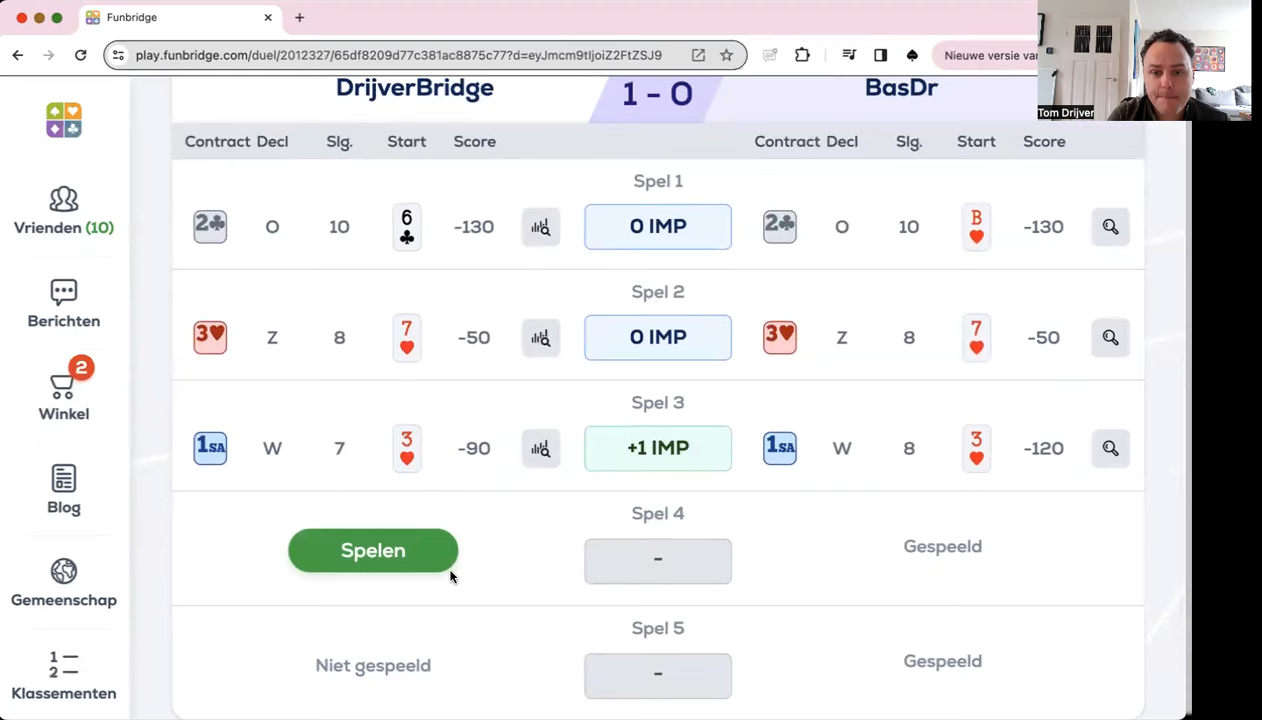 Funbridge
play.funbridge.com/duel/2012327/65df8209d77c381ac8875c77?d=eyJmcm9tIjoiZ2FtZSJ9
Nieuwe versie van
Tom Drijver
DrijverBridge 1 - 0 BasDr
Contract Decl Slg. Start Score Contract Decl Slg. Start Score
Spel 1
2♣ O 10 6♣ -130 0 IMP 2♣ O 10 B♥ -130
Spel 2
3♥ Z 8 7♥ -50 0 IMP 3♥ Z 8 7♥ -50
Spel 3
1SA W 7 3♥ -90 +1 IMP 1SA W 8 3♥ -120
Spel 4
Spelen - Gespeeld
Spel 5
Niet gespeeld - Gespeeld
Vrienden (10)
Berichten
2
Winkel
Blog
Gemeenschap
1
2
Klassementen